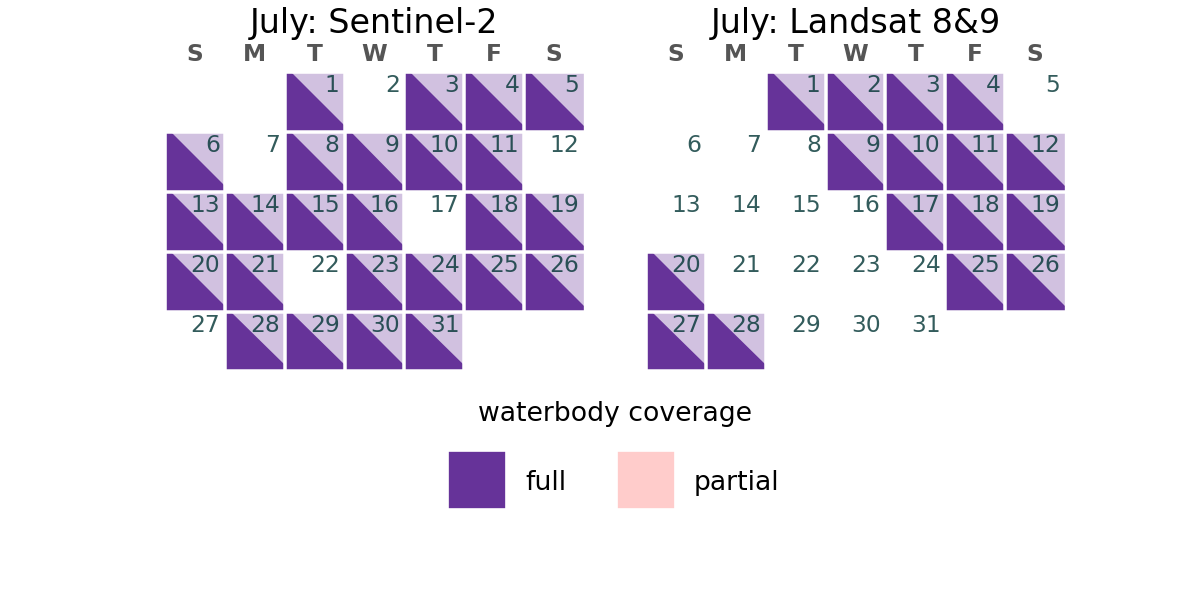 July: Sentinel-2
S M T W T F S
1 2 3 4 5
6 7 8 9 10 11 12
13 14 15 16 17 18 19
20 21 22 23 24 25 26
27 28 29 30 31
July: Landsat 8&9
S M T W T F S
1 2 3 4 5
6 7 8 9 10 11 12
13 14 15 16 17 18 19
20 21 22 23 24 25 26
27 28 29 30 31
waterbody coverage
full
partial